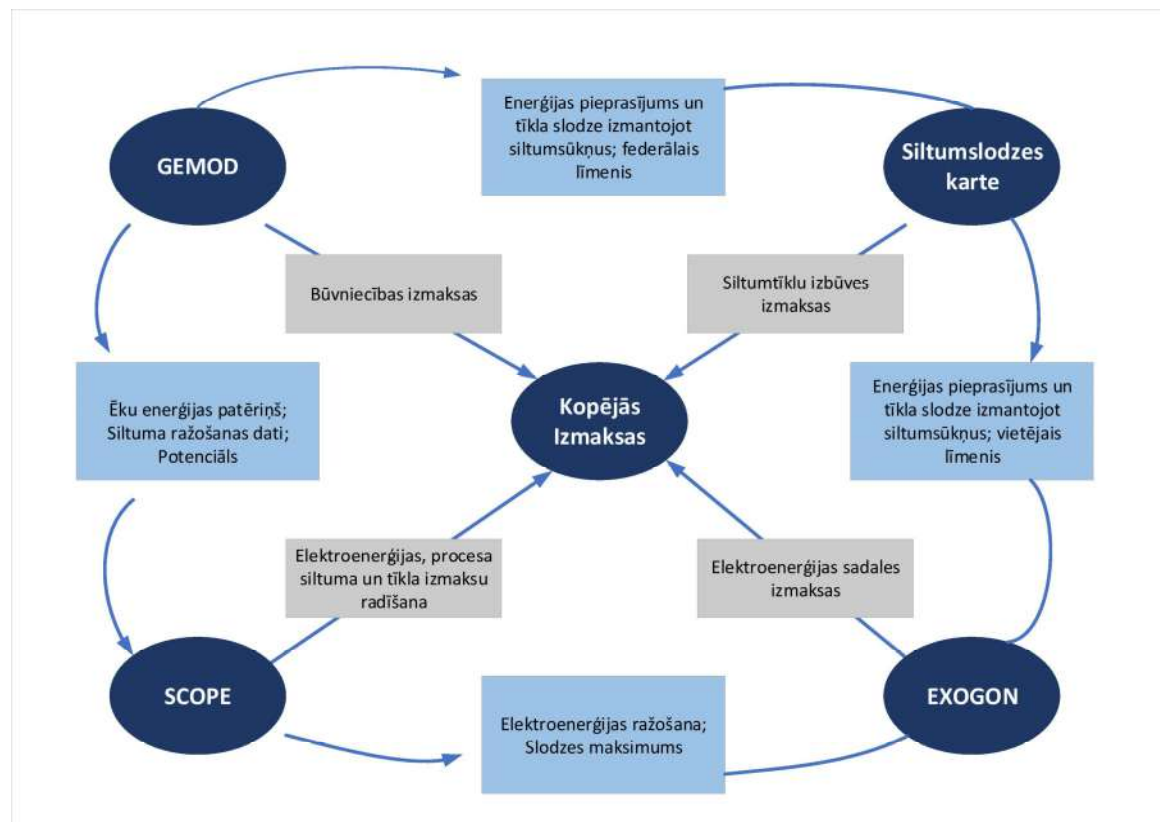 Enerģijas pieprasījums un
tīkla slodze izmantojot
siltumsūkņus; federālais
līmenis
GEMOD
Siltumslodzes
karte
Būvniecības izmaksas
Siltumtīklu izbūves
izmaksas
Ēku enerģijas patēriņš;
Siltuma ražošanas dati;
Potenciāls
Kopējās
Izmaksas
Enerģijas pieprasījums un
tīkla slodze izmantojot
siltumsūkņus; vietējais
līmenis
Elektroenerģijas, procesa
siltuma un tīkla izmaksu
radīšana
Elektroenerģijas sadales
izmaksas
SCOPE
Elektroenerģijas ražošana;
Slodzes maksimums
EXOGON